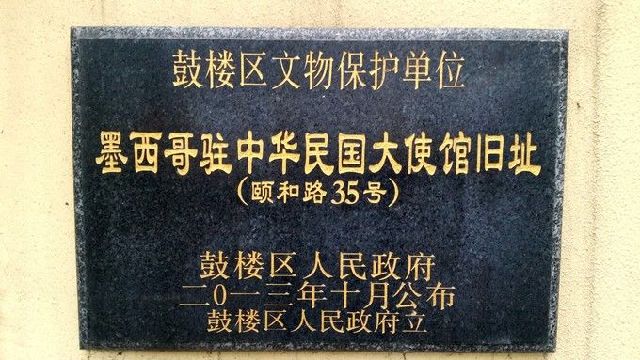 鼓楼区文物保护单位
墨西哥驻中华民国大使馆旧址
(颐和路35号)
鼓楼区人民政府
二0一三年十月公布
鼓楼区人民政府立